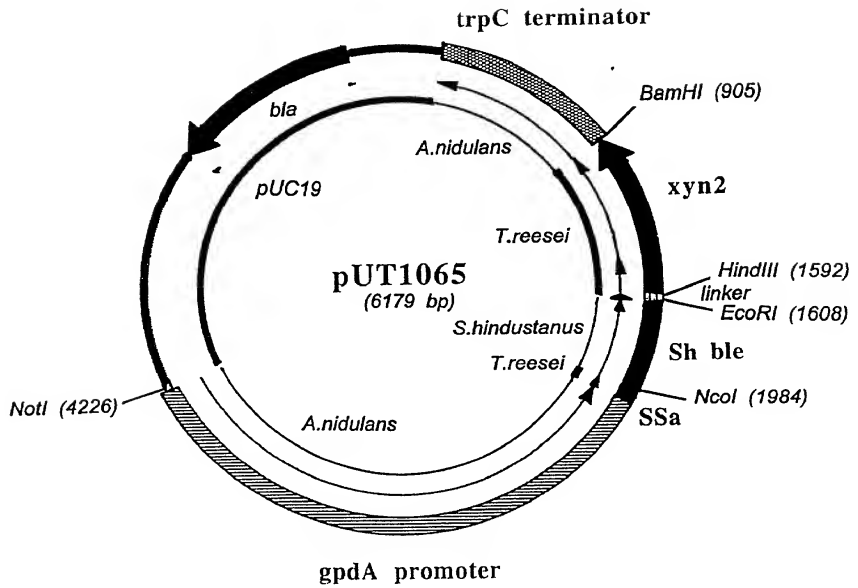 trpC terminator
BamHI (905)
bla
A.nidulans
xyn2
pUC19
T.reesei
pUT1065
(6179 bp)
HindIII (1592)
linker
EcoRI (1608)
S.hindustanus
Sh ble
T.reesei
NcoI (1984)
SSa
NotI (4226)
A.nidulans
gpdA promoter